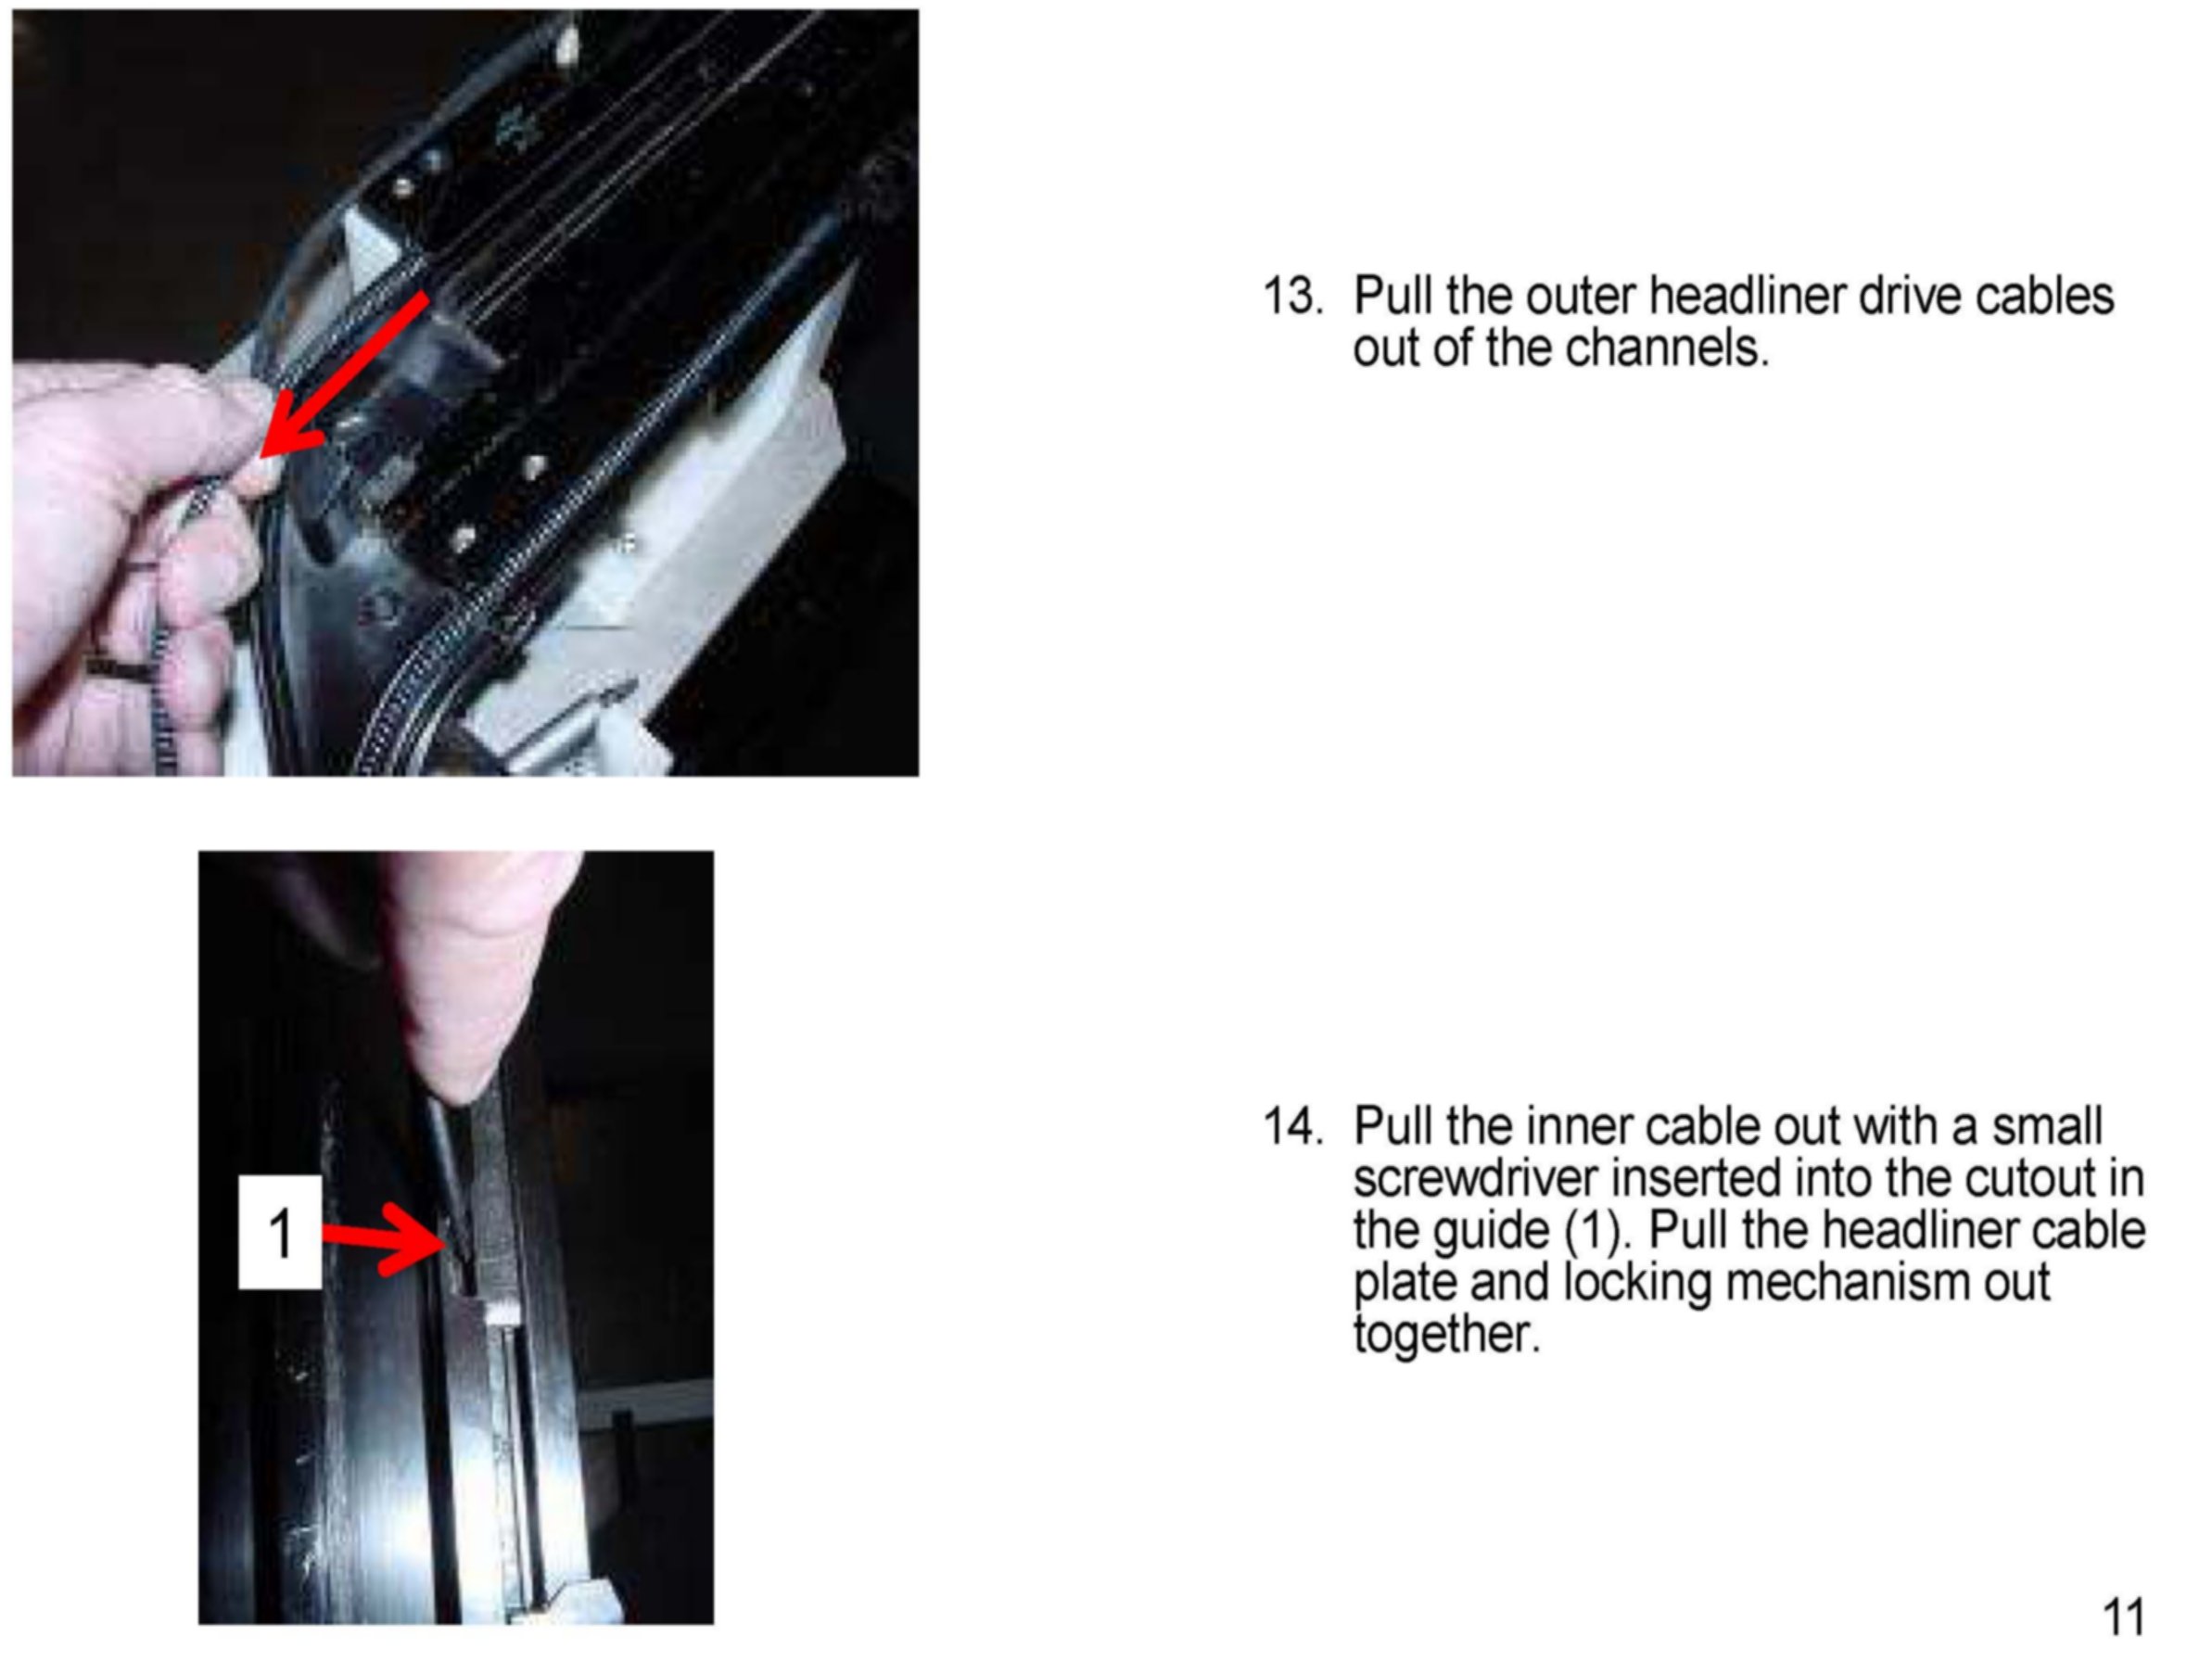 13. Pull the outer headliner drive cables
out of the channels.
1
14. Pull the inner cable out with a small
screwdriver inserted into the cutout in
the guide (1). Pull the headliner cable
plate and locking mechanism out
together.
11